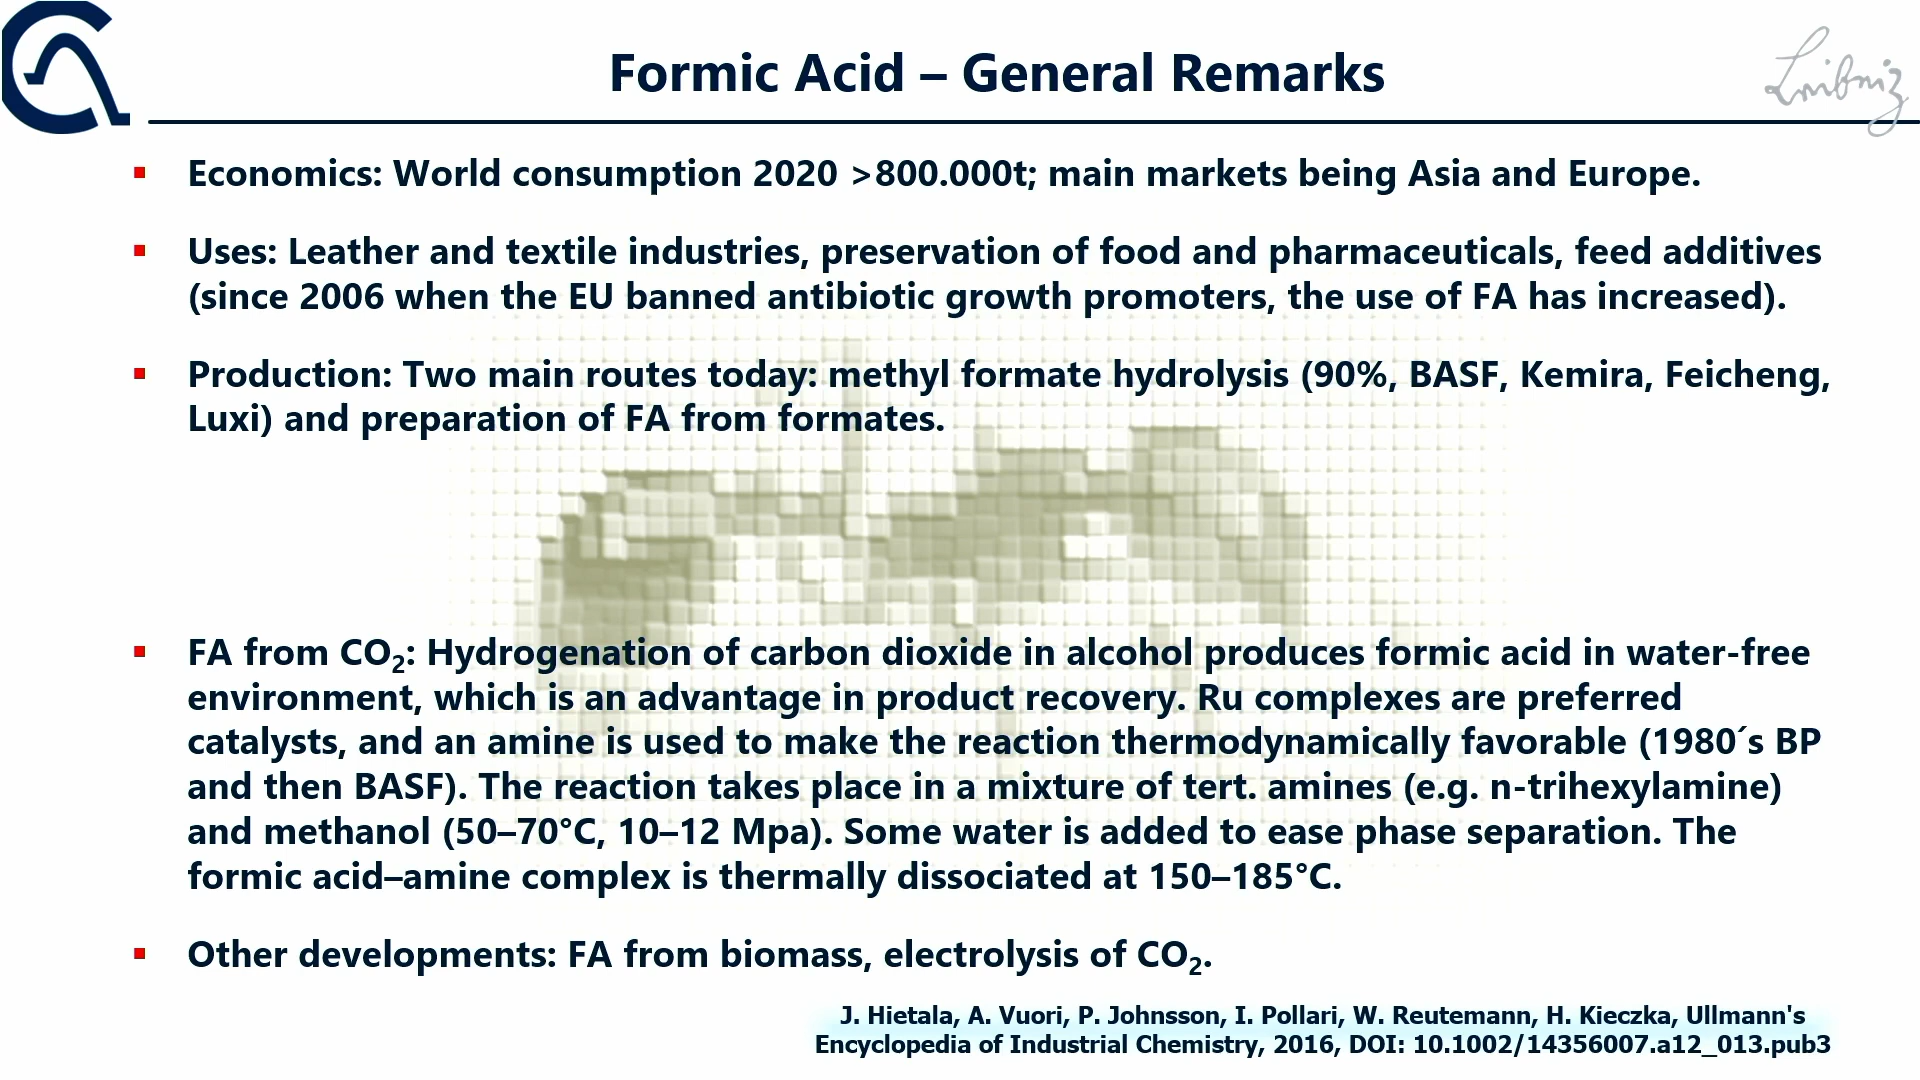 Formic Acid – General Remarks
Leibniz
▪ Economics: World consumption 2020 >800.000t; main markets being Asia and Europe.
▪ Uses: Leather and textile industries, preservation of food and pharmaceuticals, feed additives
(since 2006 when the EU banned antibiotic growth promoters, the use of FA has increased).
▪ Production: Two main routes today: methyl formate hydrolysis (90%, BASF, Kemira, Feicheng,
Luxi) and preparation of FA from formates.
▪ FA from CO₂: Hydrogenation of carbon dioxide in alcohol produces formic acid in water-free
environment, which is an advantage in product recovery. Ru complexes are preferred
catalysts, and an amine is used to make the reaction thermodynamically favorable (1980´s BP
and then BASF). The reaction takes place in a mixture of tert. amines (e.g. n-trihexylamine)
and methanol (50–70°C, 10–12 Mpa). Some water is added to ease phase separation. The
formic acid–amine complex is thermally dissociated at 150–185°C.
▪ Other developments: FA from biomass, electrolysis of CO₂.
J. Hietala, A. Vuori, P. Johnsson, I. Pollari, W. Reutemann, H. Kieczka, Ullmann's
Encyclopedia of Industrial Chemistry, 2016, DOI: 10.1002/14356007.a12_013.pub3